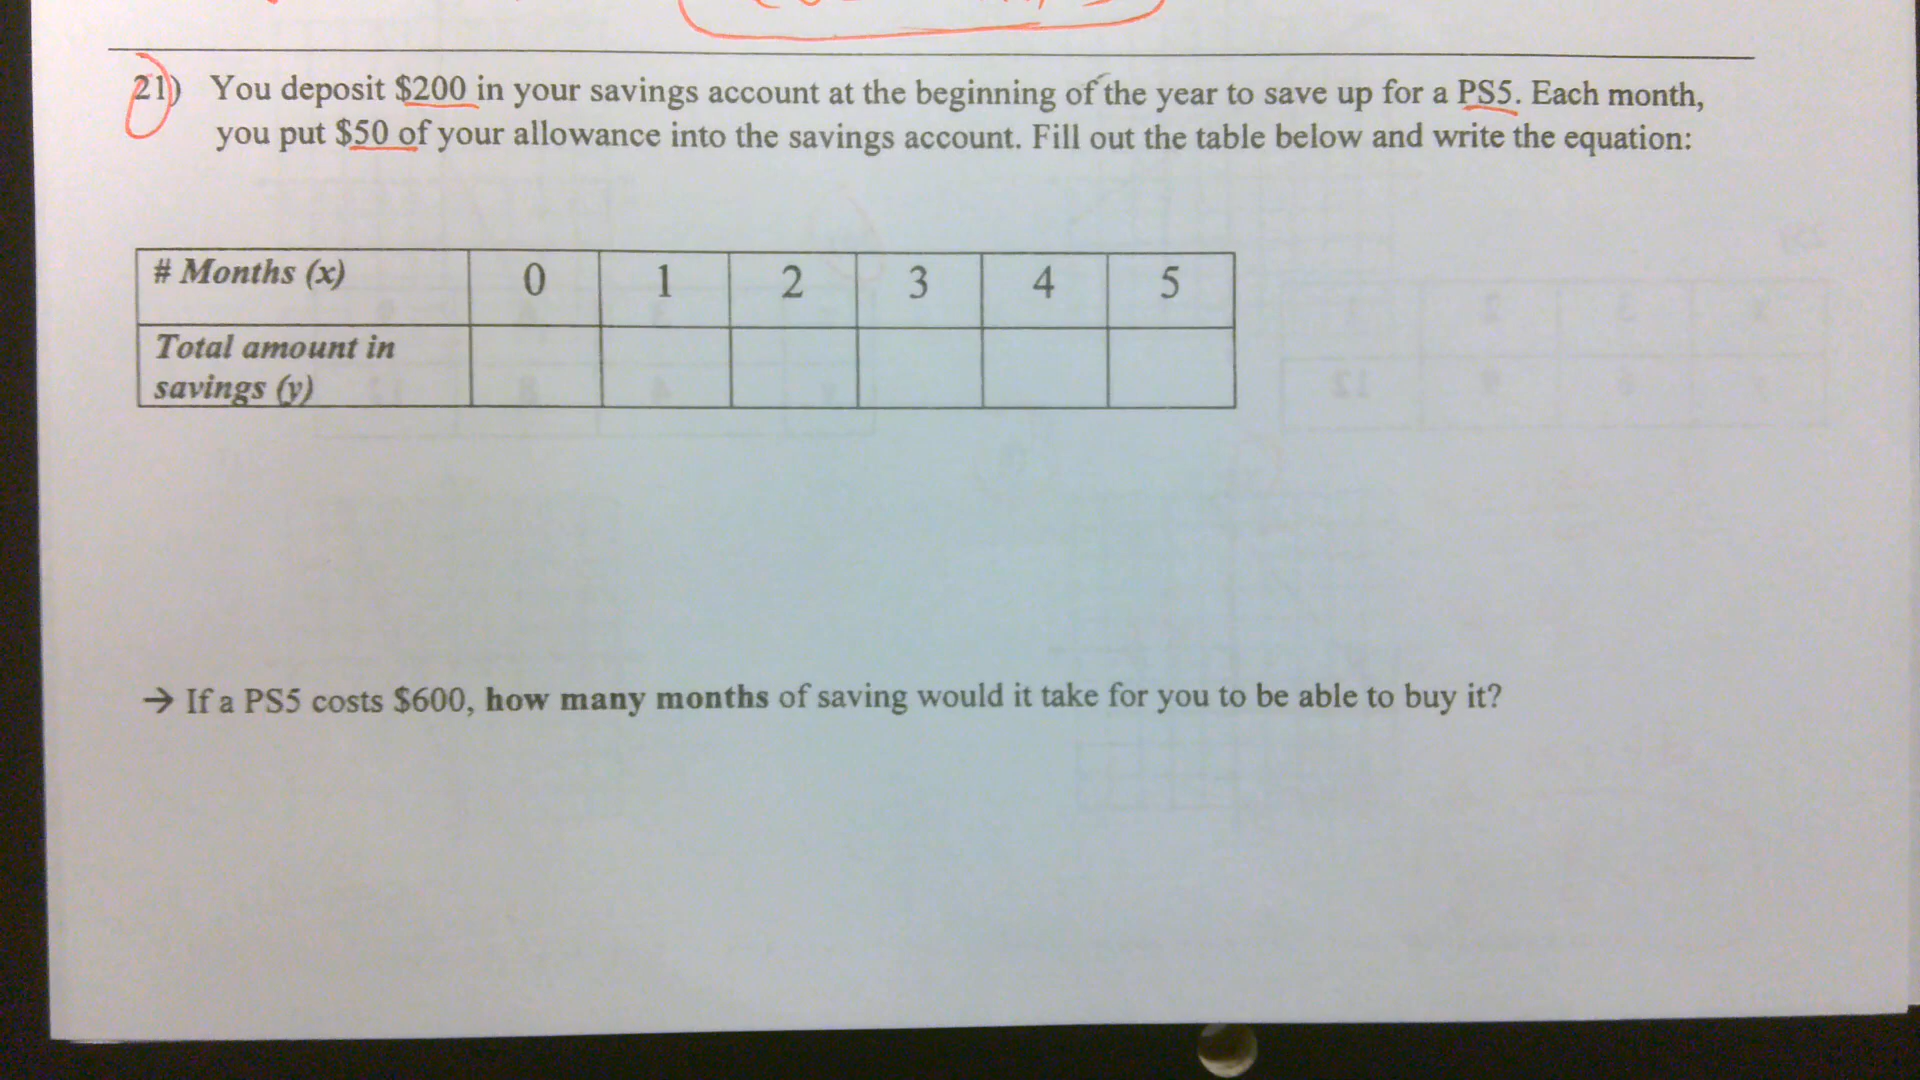 21) You deposit $200 in your savings account at the beginning of the year to save up for a PS5. Each month,
you put $50 of your allowance into the savings account. Fill out the table below and write the equation:
# Months (x) 0 1 2 3 4 5
Total amount in
savings (y)
→ If a PS5 costs $600, how many months of saving would it take for you to be able to buy it?